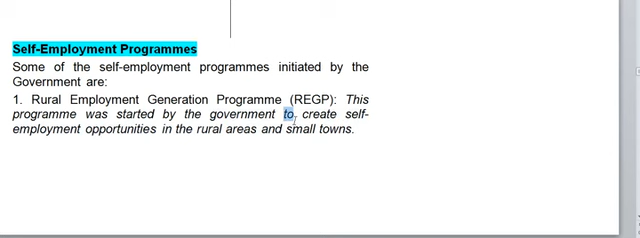 Self-Employment Programmes
Some of the self-employment programmes initiated by the
Government are:
1. Rural Employment Generation Programme (REGP): This
programme was started by the government to create self-
employment opportunities in the rural areas and small towns.